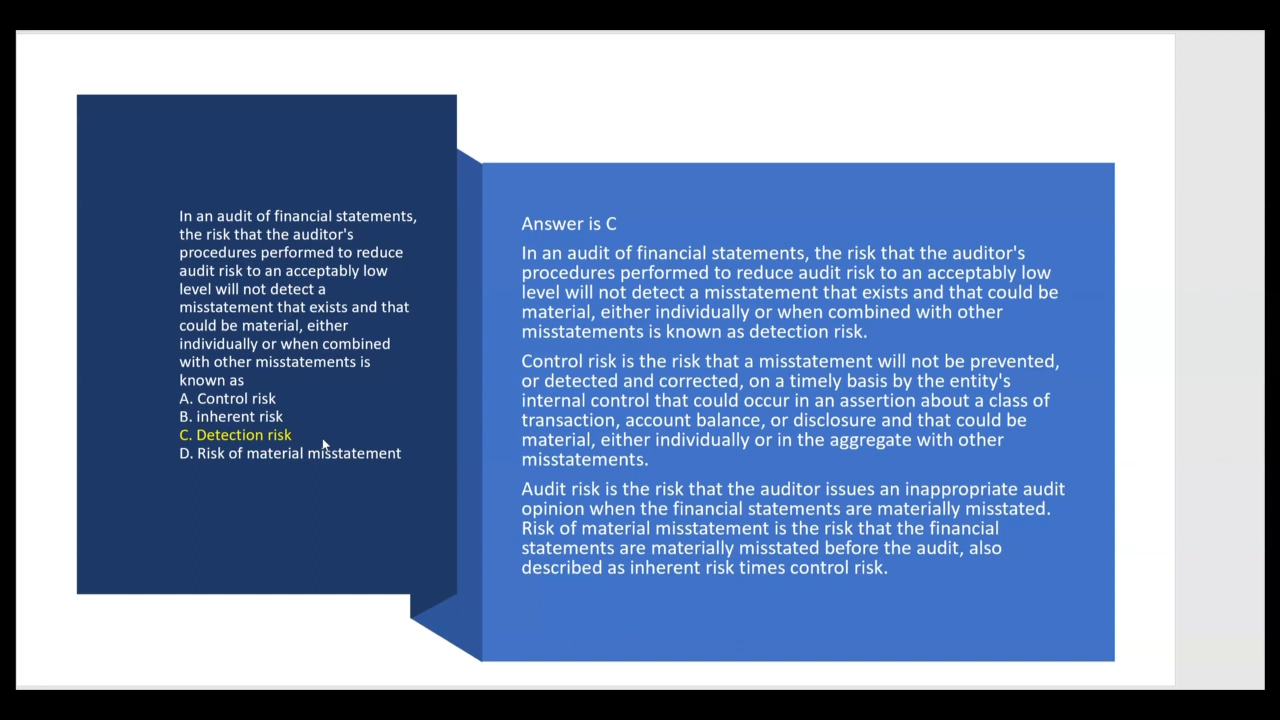 In an audit of financial statements,
the risk that the auditor's
procedures performed to reduce
audit risk to an acceptably low
level will not detect a
misstatement that exists and that
could be material, either
individually or when combined
with other misstatements is
known as
A. Control risk
B. inherent risk
C. Detection risk
D. Risk of material misstatement
Answer is C
In an audit of financial statements, the risk that the auditor's
procedures performed to reduce audit risk to an acceptably low
level will not detect a misstatement that exists and that could be
material, either individually or when combined with other
misstatements is known as detection risk.
Control risk is the risk that a misstatement will not be prevented,
or detected and corrected, on a timely basis by the entity's
internal control that could occur in an assertion about a class of
transaction, account balance, or disclosure and that could be
material, either individually or in the aggregate with other
misstatements.
Audit risk is the risk that the auditor issues an inappropriate audit
opinion when the financial statements are materially misstated.
Risk of material misstatement is the risk that the financial
statements are materially misstated before the audit, also
described as inherent risk times control risk.